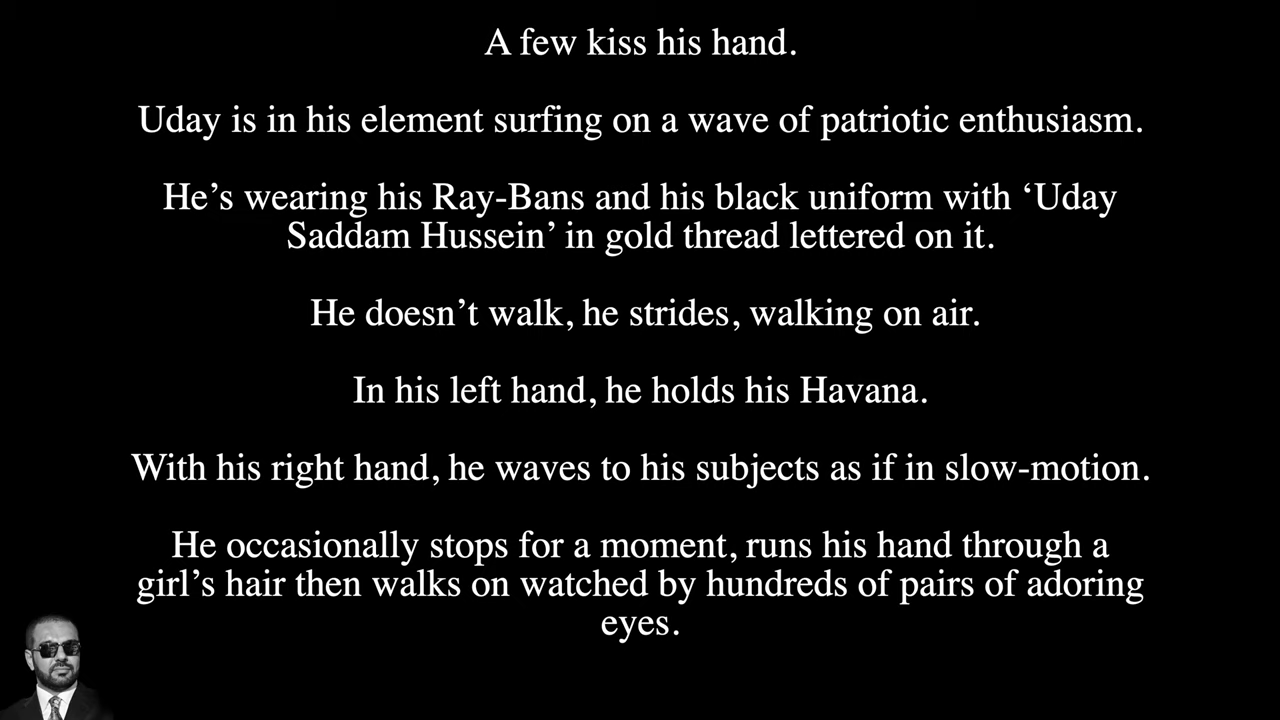 A few kiss his hand.
Uday is in his element surfing on a wave of patriotic enthusiasm.
He’s wearing his Ray-Bans and his black uniform with ‘Uday
Saddam Hussein’ in gold thread lettered on it.
He doesn’t walk, he strides, walking on air.
In his left hand, he holds his Havana.
With his right hand, he waves to his subjects as if in slow-motion.
He occasionally stops for a moment, runs his hand through a
girl’s hair then walks on watched by hundreds of pairs of adoring
eyes.